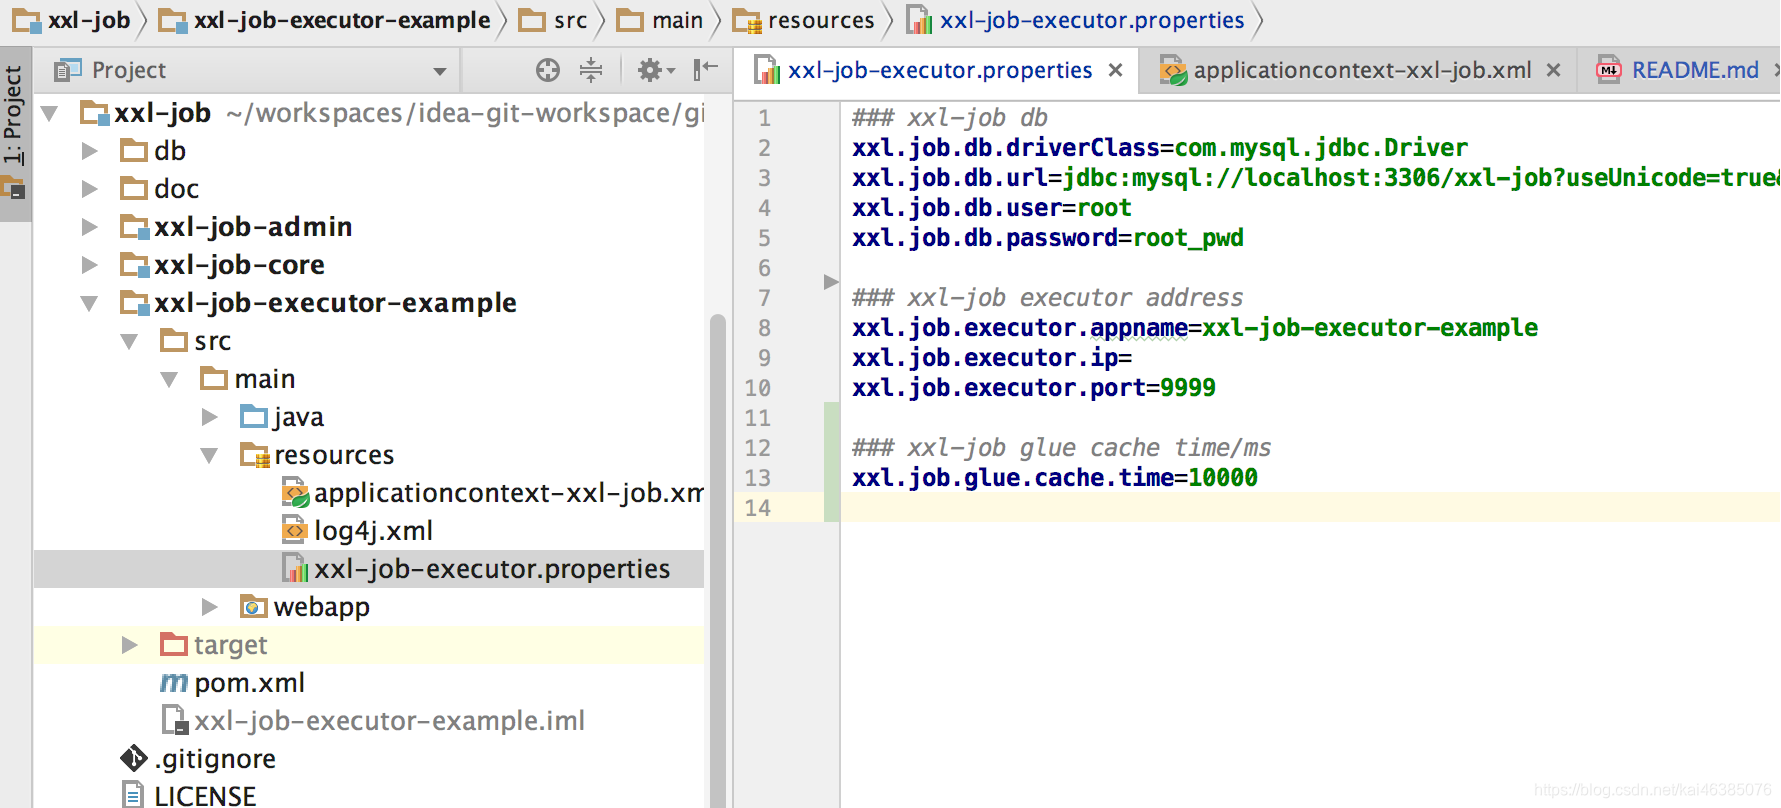 xxl-job xxl-job-executor-example src main resources xxl-job-executor.properties
1: Project
Project
xxl-job ~/workspaces/idea-git-workspace/gi
db
doc
xxl-job-admin
xxl-job-core
xxl-job-executor-example
src
main
java
resources
applicationcontext-xxl-job.xm
log4j.xml
xxl-job-executor.properties
webapp
target
pom.xml
xxl-job-executor-example.iml
.gitignore
LICENSE
xxl-job-executor.properties applicationcontext-xxl-job.xml README.md
1 ### xxl-job db
2 xxl.job.db.driverClass=com.mysql.jdbc.Driver
3 xxl.job.db.url=jdbc:mysql://localhost:3306/xxl-job?useUnicode=true&
4 xxl.job.db.user=root
5 xxl.job.db.password=root_pwd
6
7 ### xxl-job executor address
8 xxl.job.executor.appname=xxl-job-executor-example
9 xxl.job.executor.ip=
10 xxl.job.executor.port=9999
11
12 ### xxl-job glue cache time/ms
13 xxl.job.glue.cache.time=10000
14
https://blog.csdn.net/kai46385076